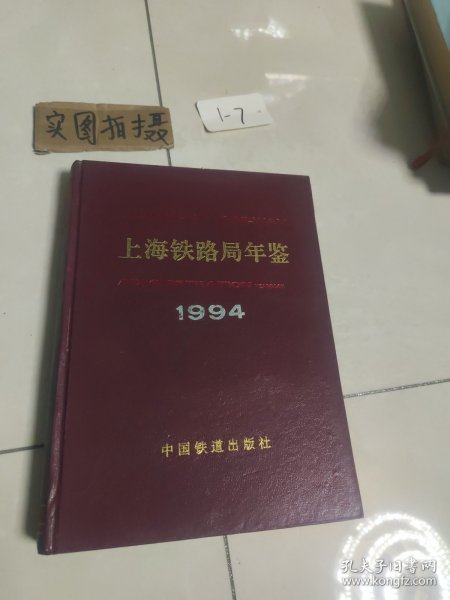 实图拍摄
1-7
上海铁路局年鉴
1994
中国铁道出版社
孔夫子旧书网
www.kongfz.com